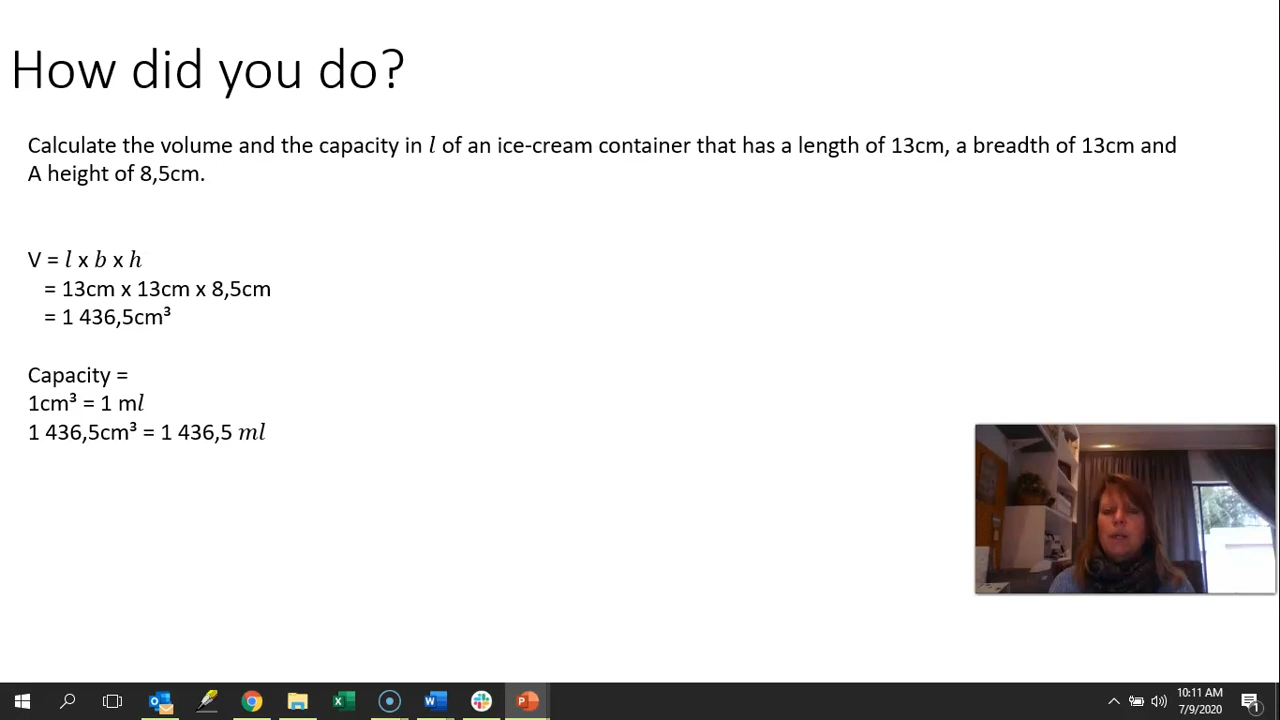 How did you do?
Calculate the volume and the capacity in l of an ice-cream container that has a length of 13cm, a breadth of 13cm and
A height of 8,5cm.
V = l x b x h
= 13cm x 13cm x 8,5cm
= 1 436,5cm³
Capacity =
1cm³ = 1 ml
1 436,5cm³ = 1 436,5 ml
10:11 AM
7/9/2020